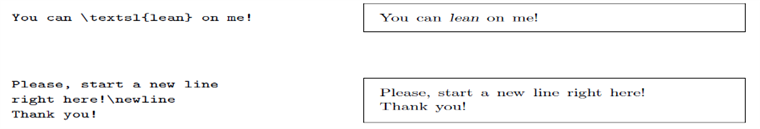 You can \textsl{lean} on me!
You can lean on me!
Please, start a new line
right here!\newline
Thank you!
Please, start a new line right here!
Thank you!